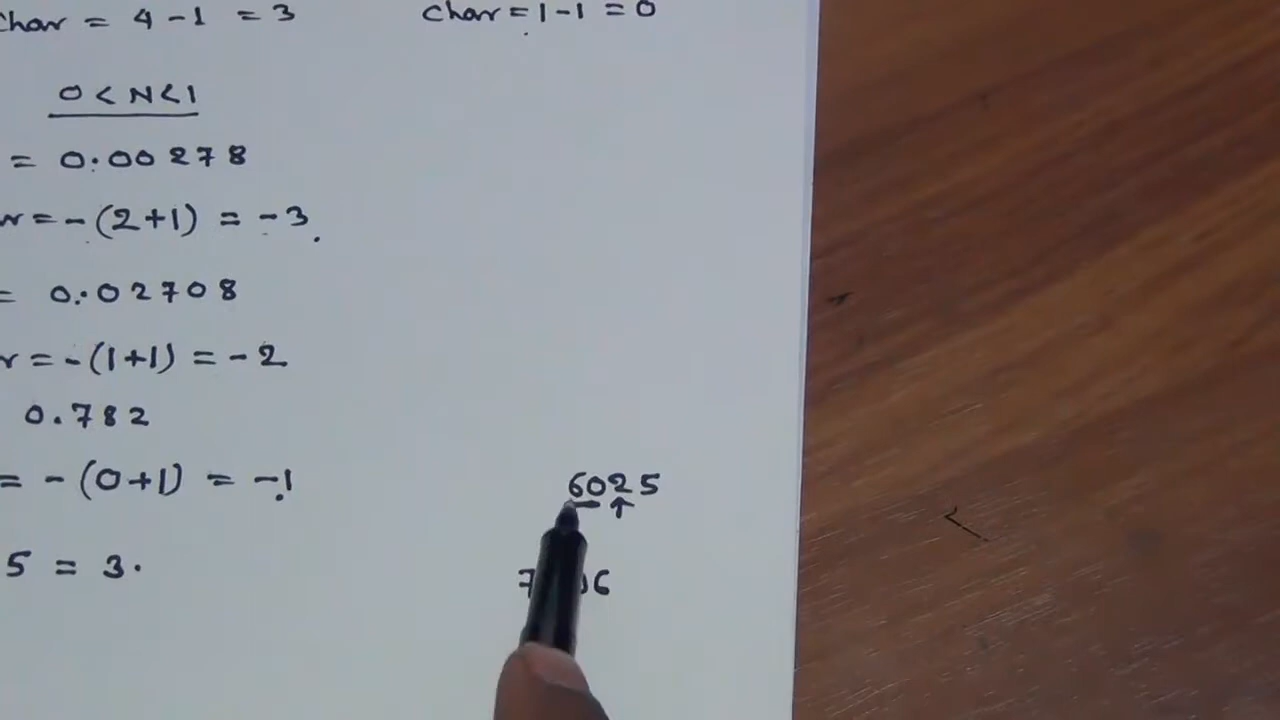 Char = 4 - 1 = 3
Char = 1 - 1 = 0
0 < N < 1
= 0.00278
= -(2+1) = -3
= 0.02708
= -(1+1) = -2
0.782
= -(0+1) = -1
6025
5 = 3.